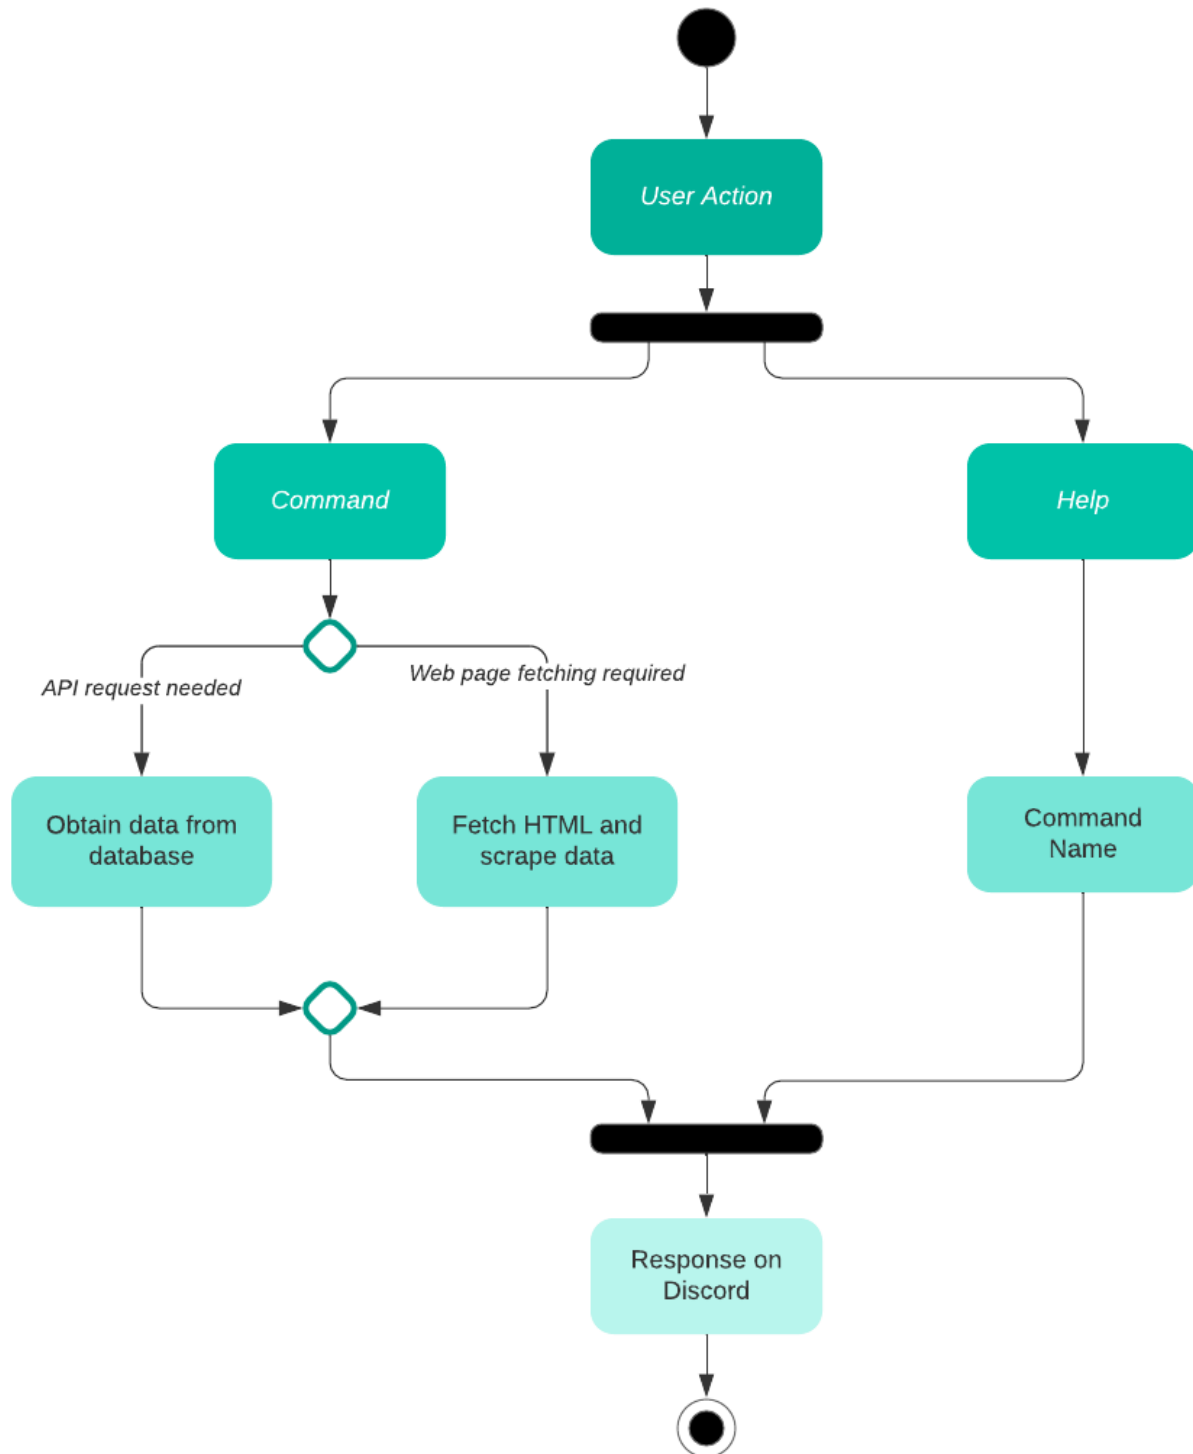 User Action
Command
Help
API request needed
Web page fetching required
Obtain data from
database
Fetch HTML and
scrape data
Command
Name
Response on
Discord